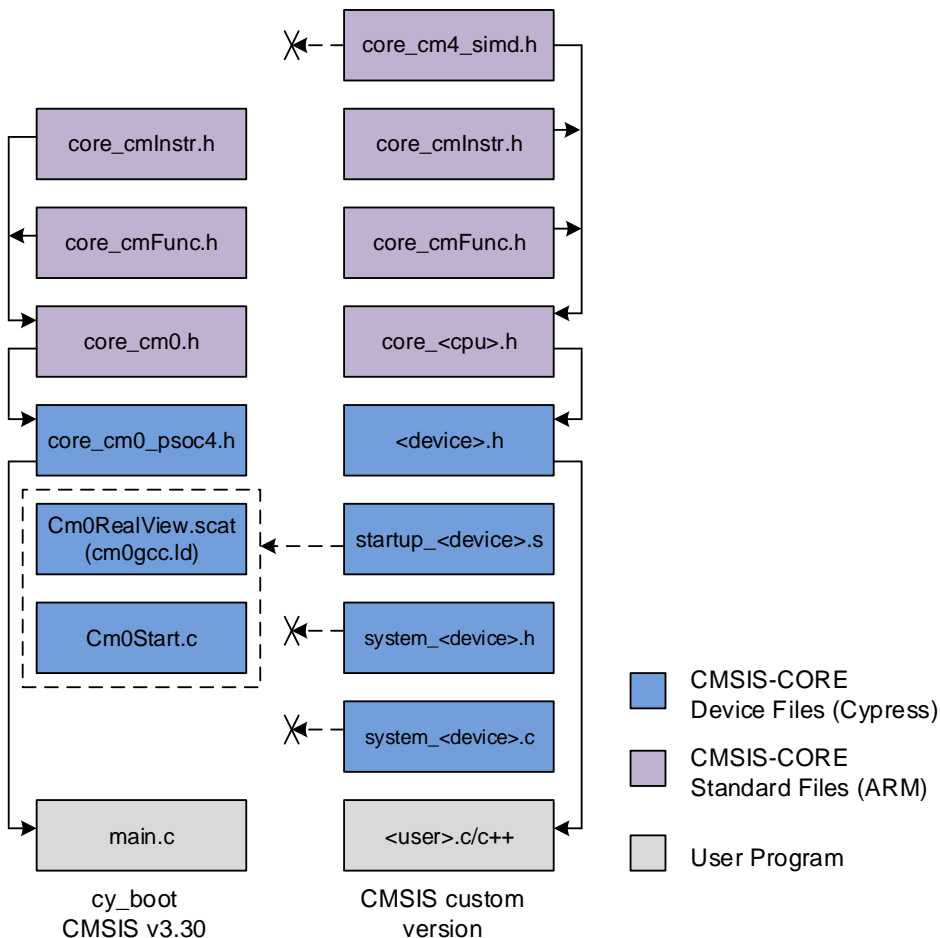 core_cm4_simd.h
core_cmInstr.h
core_cmInstr.h
core_cmFunc.h
core_cmFunc.h
core_cm0.h
core_<cpu>.h
core_cm0_psoc4.h
<device>.h
Cm0RealView.scat
(cm0gcc.ld)
startup_<device>.s
Cm0Start.c
system_<device>.h
system_<device>.c
main.c
<user>.c/c++
cy_boot
CMSIS v3.30
CMSIS custom
version
CMSIS-CORE
Device Files (Cypress)
CMSIS-CORE
Standard Files (ARM)
User Program